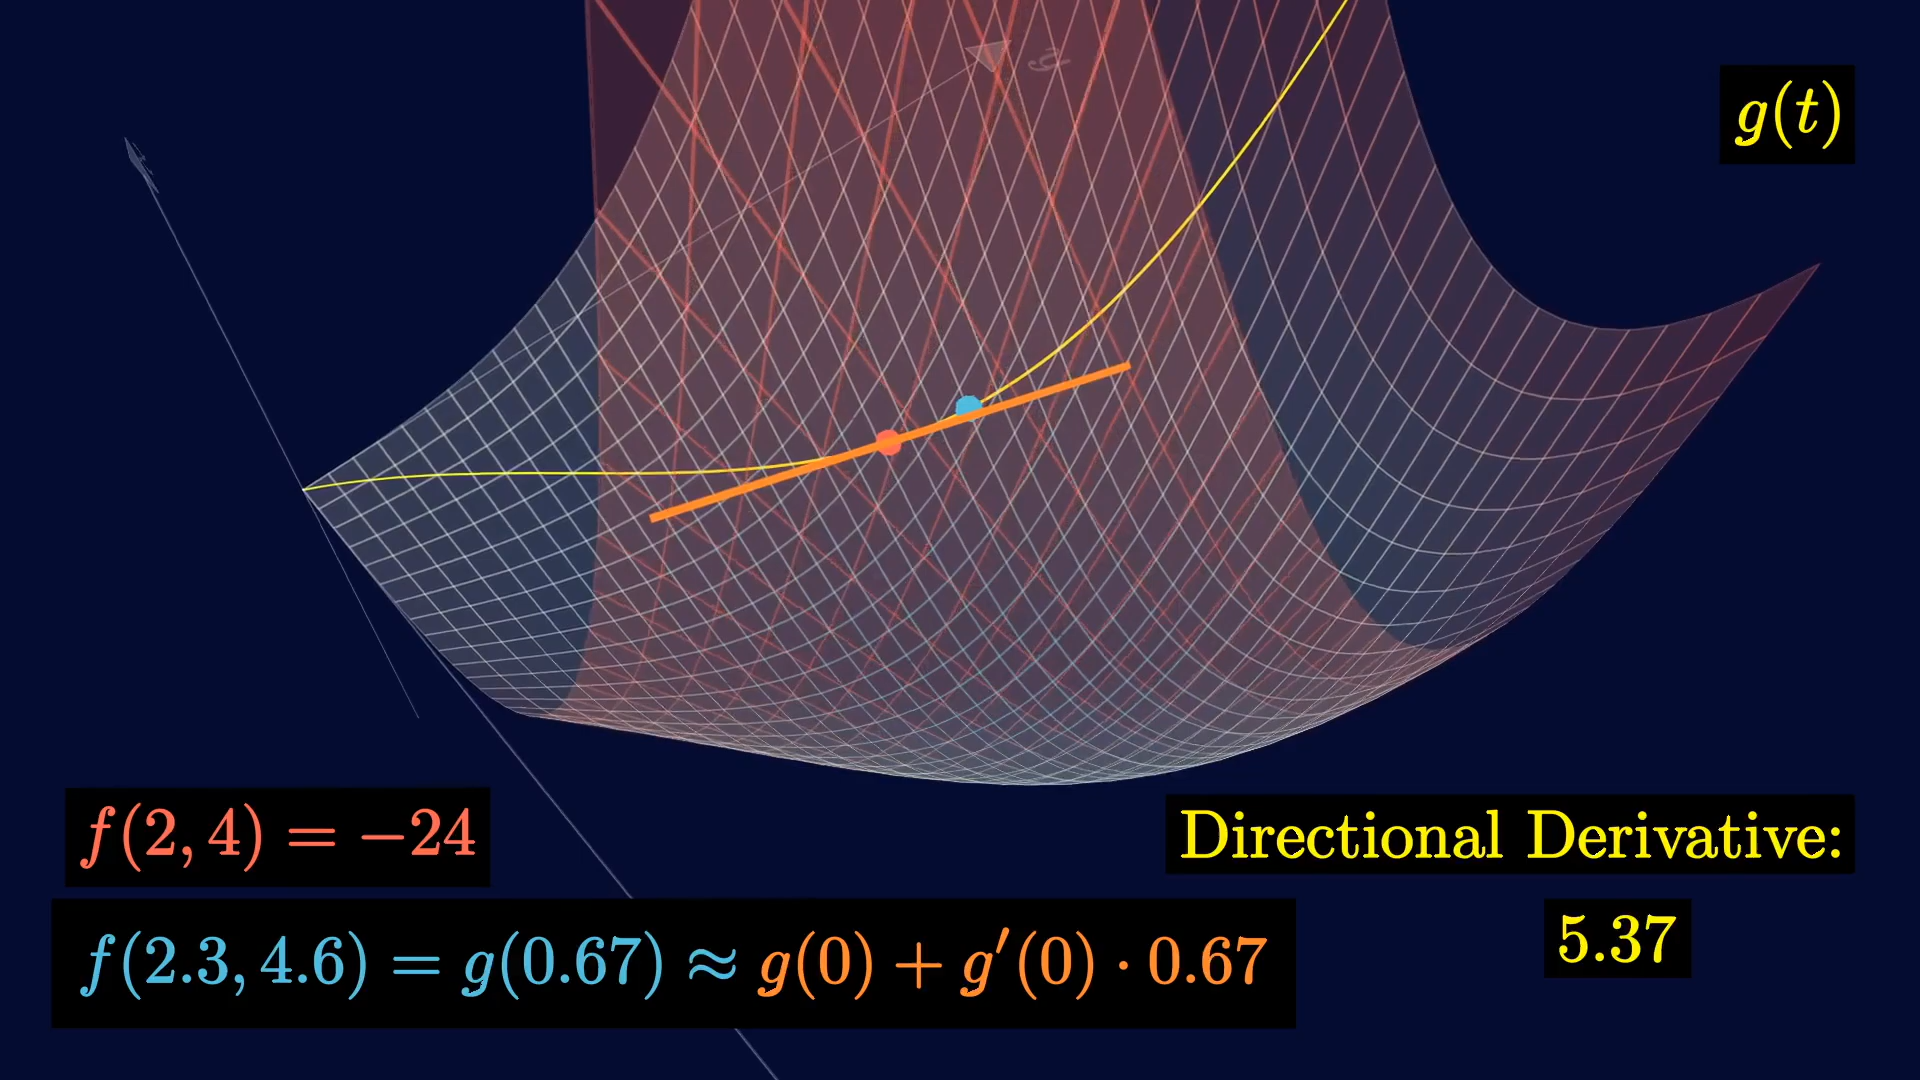 y
g(t)
f(2, 4) = −24
Directional Derivative:
f(2.3, 4.6) = g(0.67) ≈ g(0) + g′(0) · 0.67
5.37